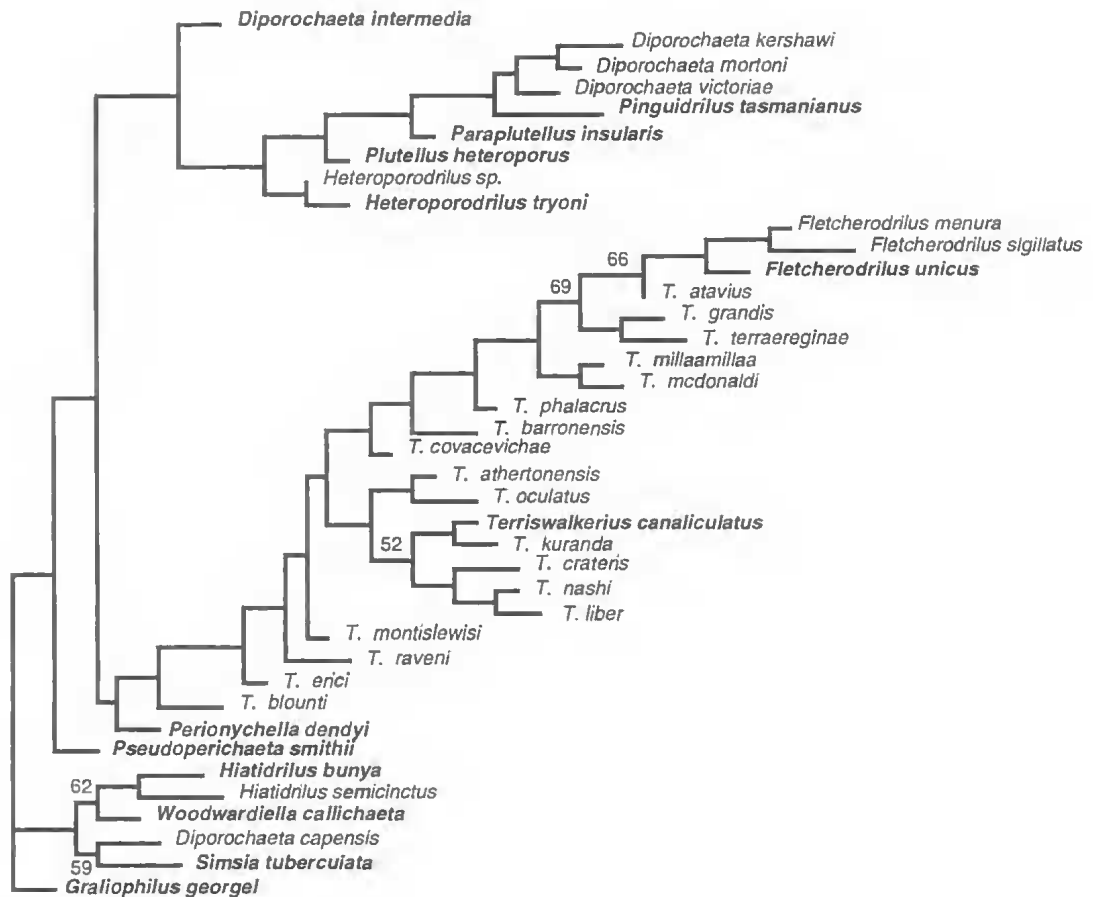 Diporochaeta intermedia
Diporochaeta kershawi
Diporochaeta mortoni
Diporochaeta victoriae
Pinguidrilus tasmanianus
Paraplutellus insularis
Plutellus heteroporus
Heteroporodrilus sp.
Heteroporodrilus tryoni
Fletcherodrilus menura
Fletcherodrilus sigillatus
66
Fletcherodrilus unicus
69
T. atavius
T. grandis
T. terraereginae
T. millaamillaa
T. mcdonaldi
T. phalacrus
T. barronensis
T. covacevichae
T. athertonensis
T. oculatus
Terriswalkerius canaliculatus
52
T. kuranda
T. crateris
T. nashi
T. liber
T. montislewisi
T. raveni
T. erici
T. blounti
Perionychella dendyi
Pseudoperichaeta smithii
Hiatidrilus bunya
62
Hiatidrilus semicinctus
Woodwardiella callichaeta
Diporochaeta capensis
59
Simsia tubercuiata
Graliophilus georgel